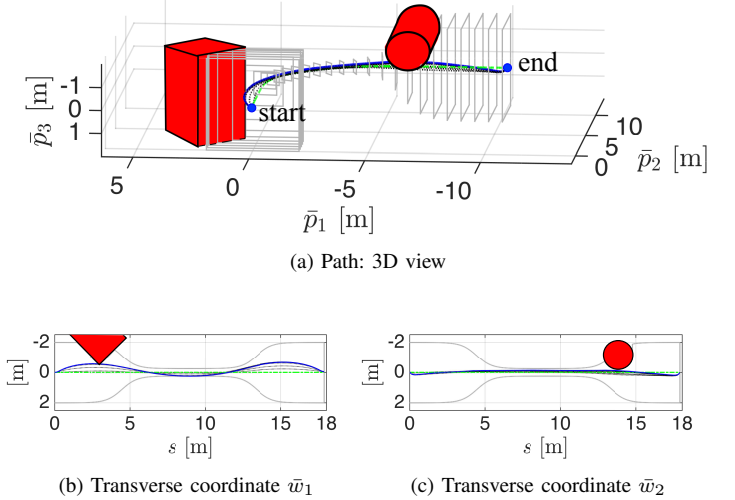 end
start
-1
0
1
p̄₃ [m]
10
5
0
p̄₂ [m]
5
0
-5
-10
p̄₁ [m]
(a) Path: 3D view
-2
0
2
[m]
0
5
10
15
18
s [m]
-2
0
2
[m]
0
5
10
15
18
s [m]
(b) Transverse coordinate w̄₁
(c) Transverse coordinate w̄₂